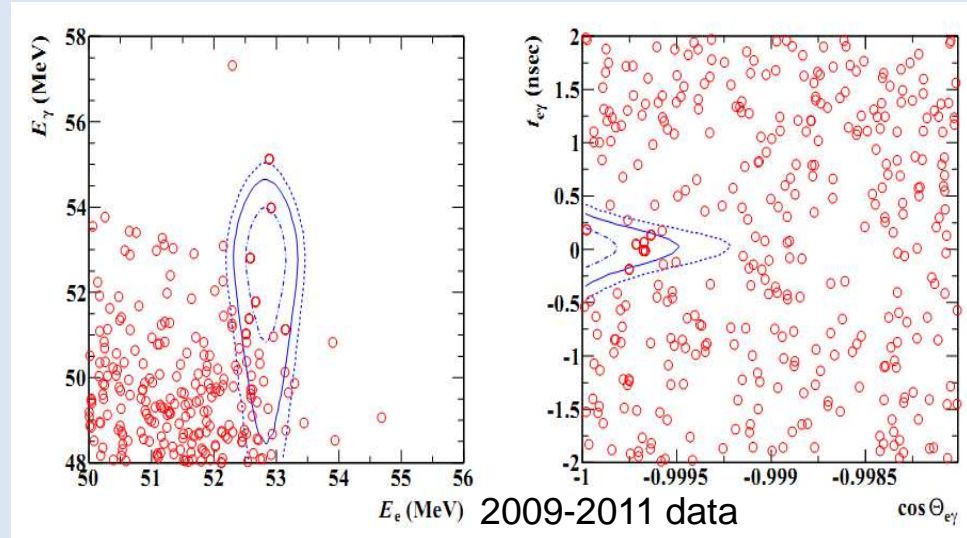 E_γ (MeV)
58
56
54
52
50
48
50 51 52 53 54 55 56
E_e (MeV)
t_eγ (nsec)
2
1.5
1
0.5
0
-0.5
-1
-1.5
-2
-1 -0.9995 -0.999 -0.9985
cos Θ_eγ
2009-2011 data